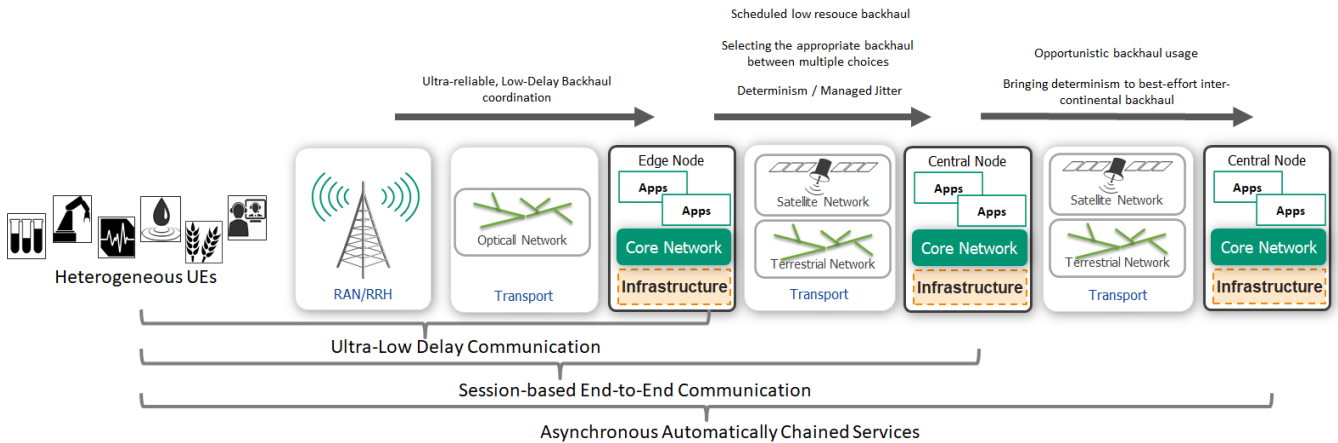 Scheduled low resouce backhaul
Selecting the appropriate backhaul
between multiple choices
Determinism / Managed Jitter
Opportunistic backhaul usage
Bringing determinism to best-effort inter-
continental backhaul
Ultra-reliable, Low-Delay Backhaul
coordination
Heterogeneous UEs
RAN/RRH
Opticall Network
Transport
Edge Node
Apps
Apps
Core Network
Infrastructure
Satellite Network
Terrestrial Network
Transport
Central Node
Apps
Apps
Core Network
Infrastructure
Satellite Network
Terrestrial Network
Transport
Central Node
Apps
Apps
Core Network
Infrastructure
Ultra-Low Delay Communication
Session-based End-to-End Communication
Asynchronous Automatically Chained Services